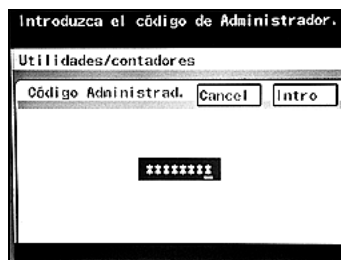 Introduzca el código de Administrador.
Utilidades/contadores
Código Administrad. Cancel Intro
********